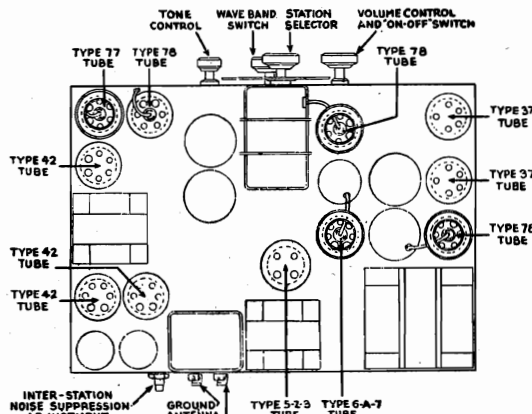 TONE
CONTROL
WAVE BAND
SWITCH
STATION
SELECTOR
VOLUME CONTROL
AND "ON-OFF" SWITCH
TYPE 77
TUBE
TYPE 78
TUBE
TYPE 78
TUBE
TYPE 37
TUBE
TYPE 42
TUBE
TYPE 37
TUBE
TYPE 42
TUBE
TYPE 78
TUBE
TYPE 42
TUBE
INTER-STATION
NOISE SUPPRESSION
GROUND
ANTENNA
TYPE 5-Z-3
TUBE
TYPE 6-A-7
TUBE